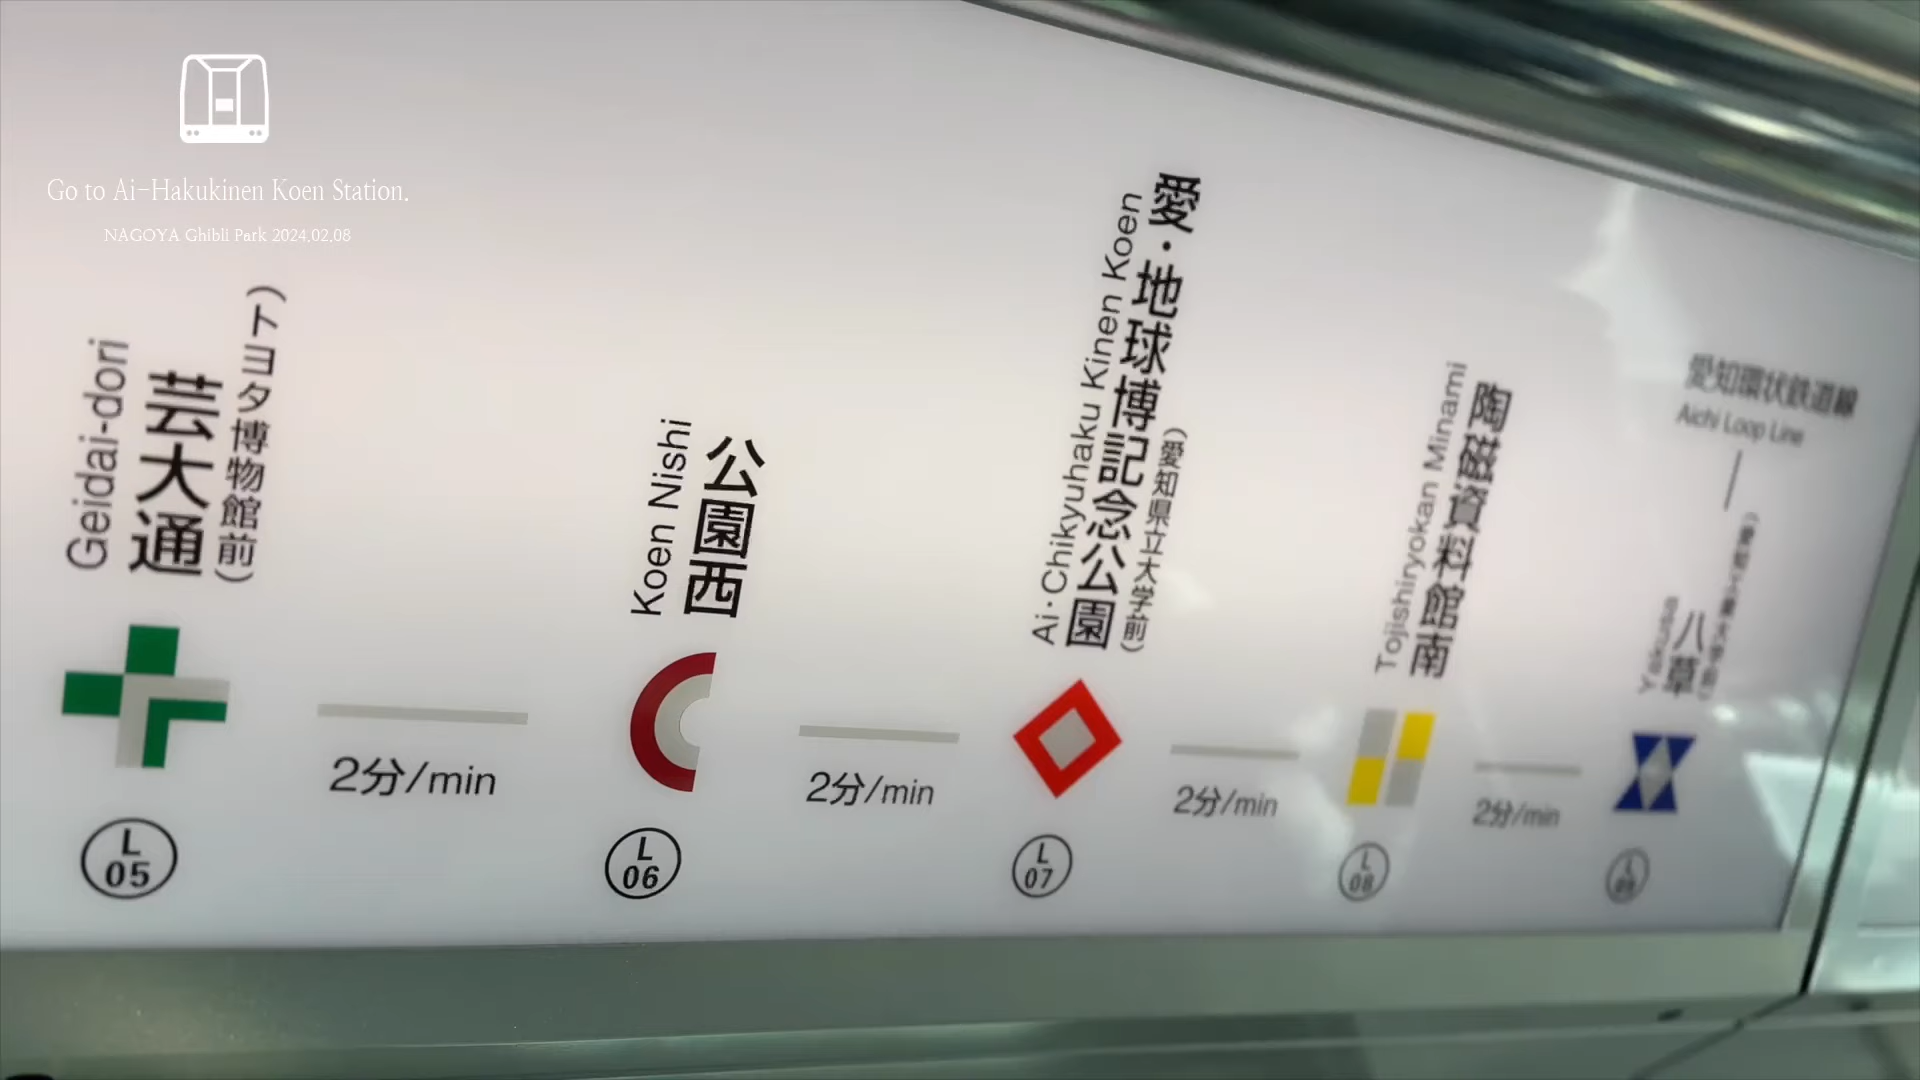 Go to Ai-Hakukinen Koen Station.
NAGOYA Ghibli Park 2024.02.08
Geidai-dori
芸大通
(トヨタ博物館前)
2分/min
L
05
Koen Nishi
公園西
2分/min
L
06
Ai·Chikyuhaku Kinen Koen
愛・地球博記念公園
(愛知県立大学前)
2分/min
L
07
Tojishiryokan Minami
陶磁資料館南
2分/min
L
08
愛知環状鉄道線
Aichi Loop Line
Yakusa
八草
L
09